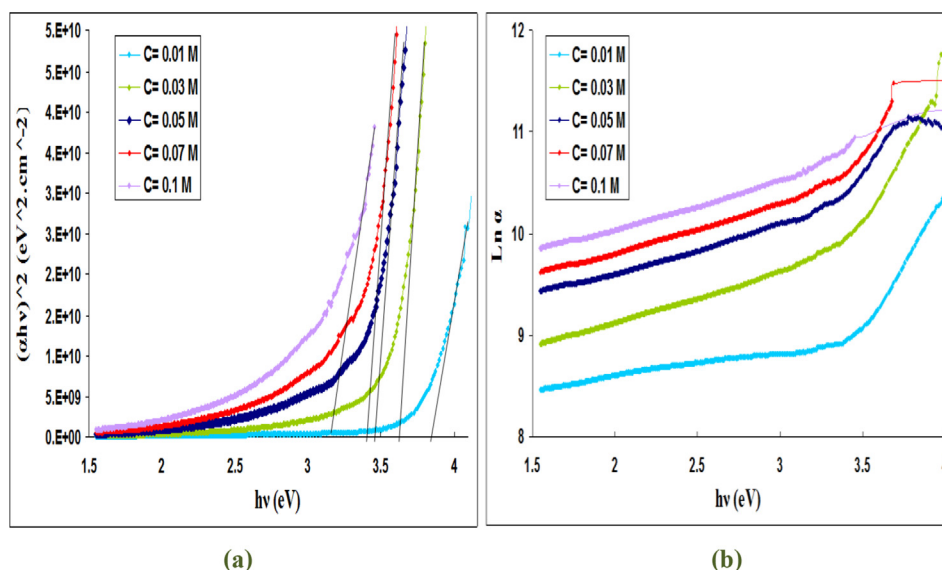 5.E+10
5.E+10
4.E+10
4.E+10
3.E+10
3.E+10
2.E+10
2.E+10
1.E+10
5.E+09
0.E+00
(αhν)^2 (eV^2.cm^-2)
C= 0.01 M
C= 0.03 M
C= 0.05 M
C= 0.07 M
C= 0.1 M
1.5 2 2.5 3 3.5 4
hν (eV)
(a)
12
11
10
9
8
Ln α
C= 0.01 M
C= 0.03 M
C= 0.05 M
C= 0.07 M
C= 0.1 M
1.5 2 2.5 3 3.5
hν (eV)
(b)